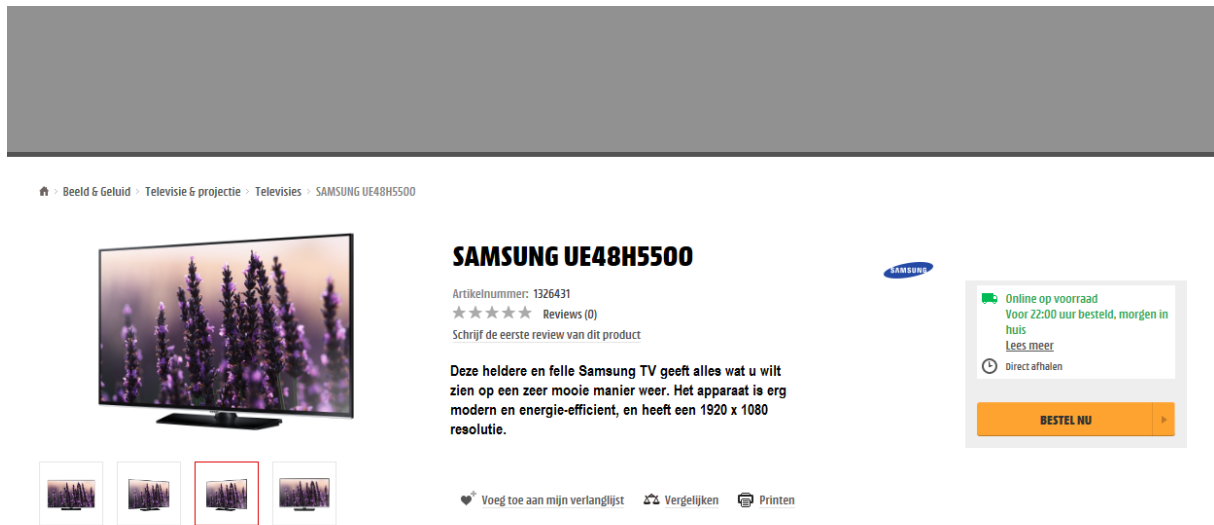 Beeld & Geluid > Televisie & projectie > Televisies > SAMSUNG UE48H5500
SAMSUNG UE48H5500
SAMSUNG
Artikelnummer: 1326431
Reviews (0)
Schrijf de eerste review van dit product
Deze heldere en felle Samsung TV geeft alles wat u wilt
zien op een zeer mooie manier weer. Het apparaat is erg
modern en energie-efficient, en heeft een 1920 x 1080
resolutie.
Voeg toe aan mijn verlanglijst Vergelijken Printen
Online op voorraad
Voor 22:00 uur besteld, morgen in
huis
Lees meer
Direct afhalen
BESTEL NU